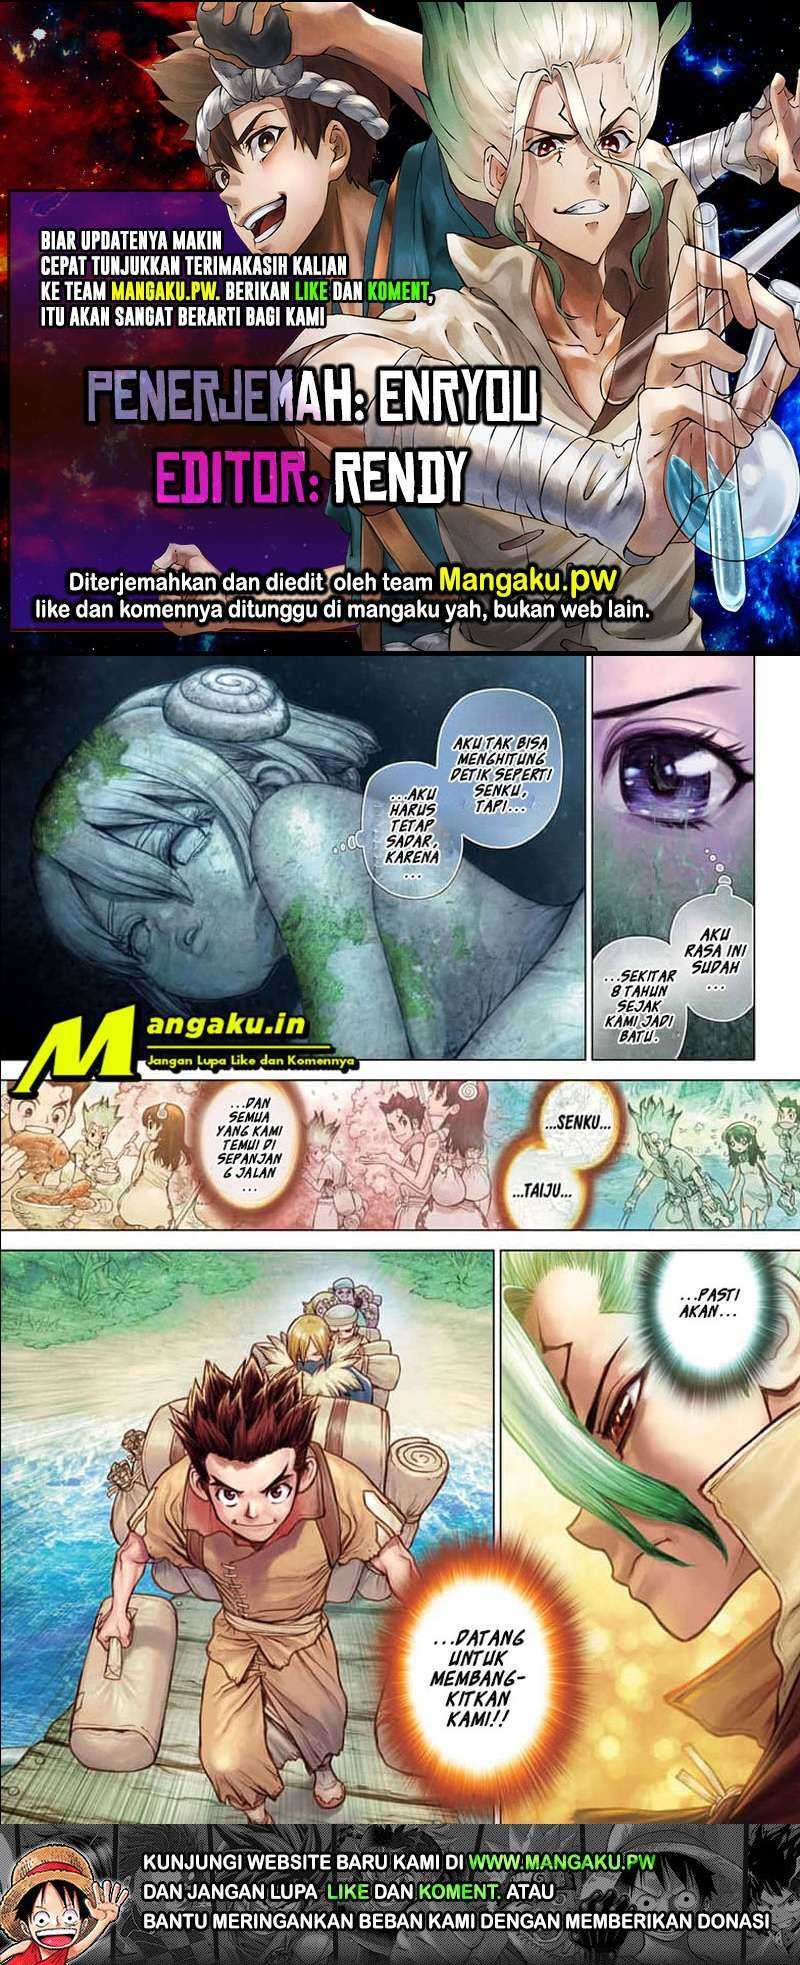 BIAR UPDATENYA MAKIN
CEPAT TUNJUKKAN TERIMAKASIH KALIAN
KE TEAM MANGAKU.PW. BERIKAN LIKE DAN KOMENT,
ITU AKAN SANGAT BERARTI BAGI KAMI
PENERJEMAH: ENRYOU
EDITOR: RENDY
Diterjemahkan dan diedit oleh team Mangaku.pw
like dan komennya ditunggu di mangaku yah, bukan web lain.
AKU
RASA INI
SUDAH
...
...SEKITAR
8 TAHUN
SEJAK
KAMI JADI
BATU.
AKU TAK BISA
MENGHITUNG
DETIK SEPERTI
SENKU,
TAPI...
...AKU
HARUS
TETAP
SADAR,
KARENA
...
Mangaku.in
Jangan Lupa Like dan Komennya
...SENKU...
...TAIJU...
...DAN
SEMUA
YANG KAMI
TEMUI DI
SEPANJAN
G JALAN
...
...PASTI
AKAN...
...DATANG
UNTUK
MEMBANG-
KITKAN
KAMI!!
KUNJUNGI WEBSITE BARU KAMI DI WWW.MANGAKU.PW
DAN JANGAN LUPA LIKE DAN KOMENT. ATAU
BANTU MERINGANKAN BEBAN KAMI DENGAN MEMBERIKAN DONASI